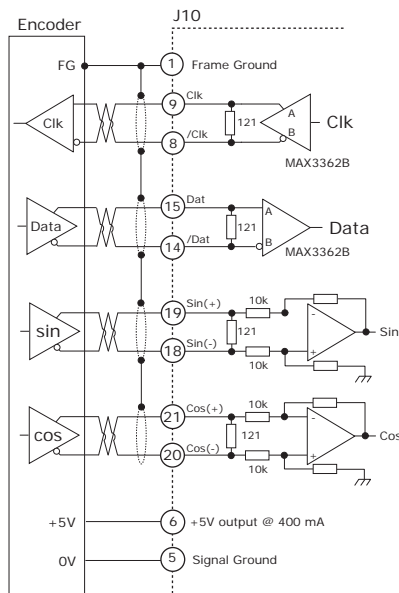 Encoder
J10
FG
1
Frame Ground
Clk
9
Clk
A
B
121
Clk
8
/Clk
MAX3362B
Data
15
Dat
A
B
121
Data
14
/Dat
MAX3362B
sin
19
Sin(+)
10k
-
121
+
Sin
18
Sin(-)
10k
cos
21
Cos(+)
10k
-
121
+
Cos
20
Cos(-)
10k
+5V
6
+5V output @ 400 mA
0V
5
Signal Ground